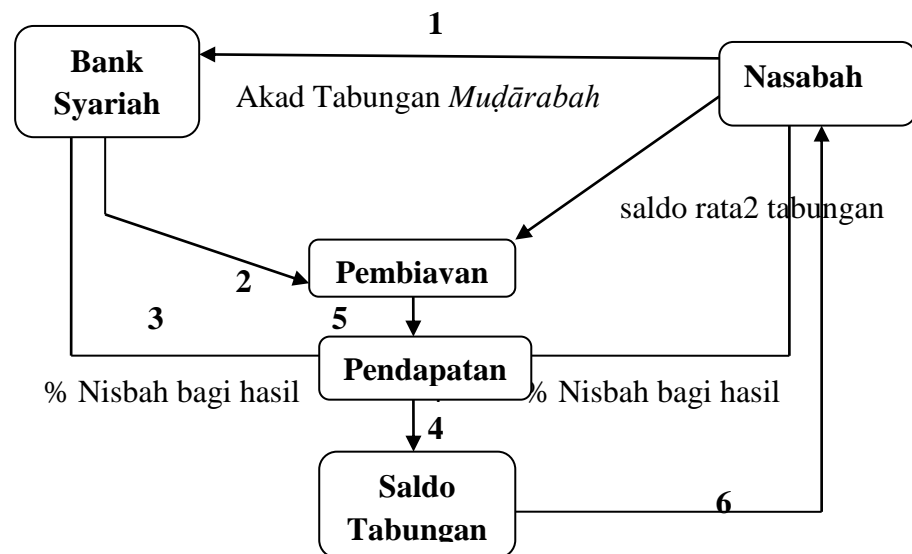 1
Bank
Syariah
Nasabah
Akad Tabungan Muḍārabah
saldo rata2 tabungan
Pembiayan
2
3
5
Pendapatan
% Nisbah bagi hasil
% Nisbah bagi hasil
4
Saldo
Tabungan
6